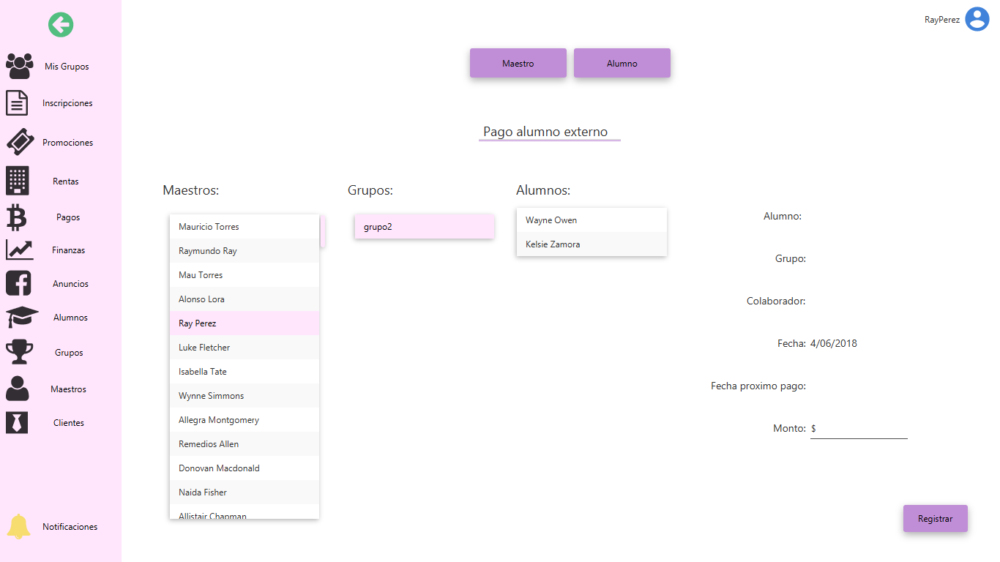 RayPerez
Mis Grupos
Inscripciones
Promociones
Rentas
Pagos
Finanzas
Anuncios
Alumnos
Grupos
Maestros
Clientes
Notificaciones
Maestro
Alumno
Pago alumno externo
Maestros:
Mauricio Torres
Raymundo Ray
Mau Torres
Alonso Lora
Ray Perez
Luke Fletcher
Isabella Tate
Wynne Simmons
Allegra Montgomery
Remedios Allen
Donovan Macdonald
Naida Fisher
Allistair Chapman
Grupos:
grupo2
Alumnos:
Wayne Owen
Kelsie Zamora
Alumno:
Grupo:
Colaborador:
Fecha: 4/06/2018
Fecha proximo pago:
Monto: $
Registrar